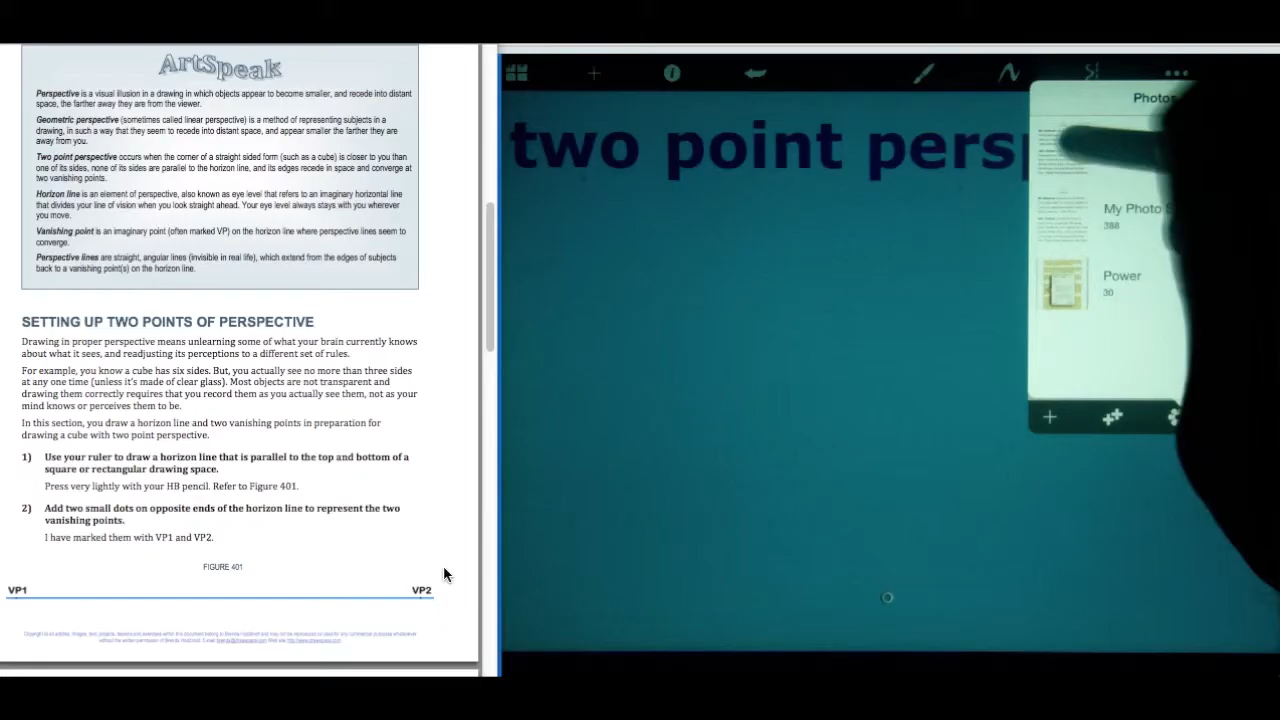 ArtSpeak
Perspective is a visual illusion in a drawing in which objects appear to become smaller, and recede into distant
space, the farther away they are from the viewer.
Geometric perspective (sometimes called linear perspective) is a method of representing subjects in a
drawing, in such a way that they seem to recede into distant space, and appear smaller the farther they are
away from you.
Two point perspective occurs when the corner of a straight sided form (such as a cube) is closer to you than
one of its sides, none of its sides are parallel to the horizon line, and its edges recede in space and converge at
two vanishing points.
Horizon line is an element of perspective, also known as eye level that refers to an imaginary horizontal line
that divides your line of vision when you look straight ahead. Your eye level always stays with you wherever
you move.
Vanishing point is an imaginary point (often marked VP) on the horizon line where perspective lines seem to
converge.
Perspective lines are straight, angular lines (invisible in real life), which extend from the edges of subjects
back to a vanishing point(s) on the horizon line.
SETTING UP TWO POINTS OF PERSPECTIVE
Drawing in proper perspective means unlearning some of what your brain currently knows
about what it sees, and readjusting its perceptions to a different set of rules.
For example, you know a cube has six sides. But, you actually see no more than three sides
at any one time (unless it's made of clear glass). Most objects are not transparent and
drawing them correctly requires that you record them as you actually see them, not as your
mind knows or perceives them to be.
In this section, you draw a horizon line and two vanishing points in preparation for
drawing a cube with two point perspective.
1) Use your ruler to draw a horizon line that is parallel to the top and bottom of a
square or rectangular drawing space.
Press very lightly with your HB pencil. Refer to Figure 401.
2) Add two small dots on opposite ends of the horizon line to represent the two
vanishing points.
I have marked them with VP1 and VP2.
FIGURE 401
VP1 VP2
two point persp
Photos
My Photo S
388
Power
30